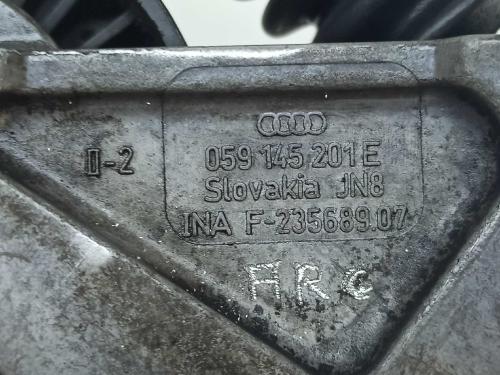 059 145 201 E
II-2
Slovakia JN8
INA F-235689.07
ARC